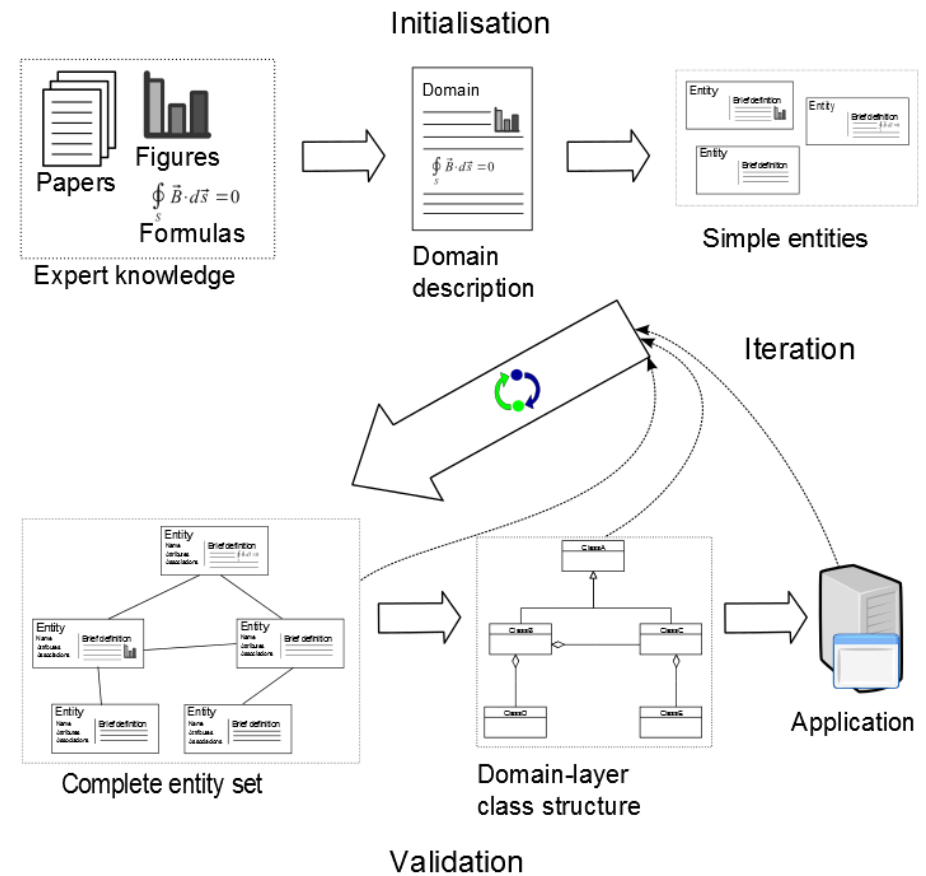 Initialisation
Papers
Figures
∮ B⃗·ds⃗ =0
S
Formulas
Expert knowledge
Domain
∮ B⃗·ds⃗ =0
S
Domain
description
Entity
Brief definition
Entity
Brief definition
Entity
Brief definition
Simple entities
Iteration
Entity
Name
Attributes
Associations
Brief definition
Entity
Name
Attributes
Associations
Brief definition
Entity
Name
Attributes
Associations
Brief definition
Entity
Name
Attributes
Associations
Brief definition
Entity
Name
Attributes
Associations
Brief definition
Complete entity set
ClassA
ClassB
ClassC
ClassD
ClassE
Domain-layer
class structure
Application
Validation